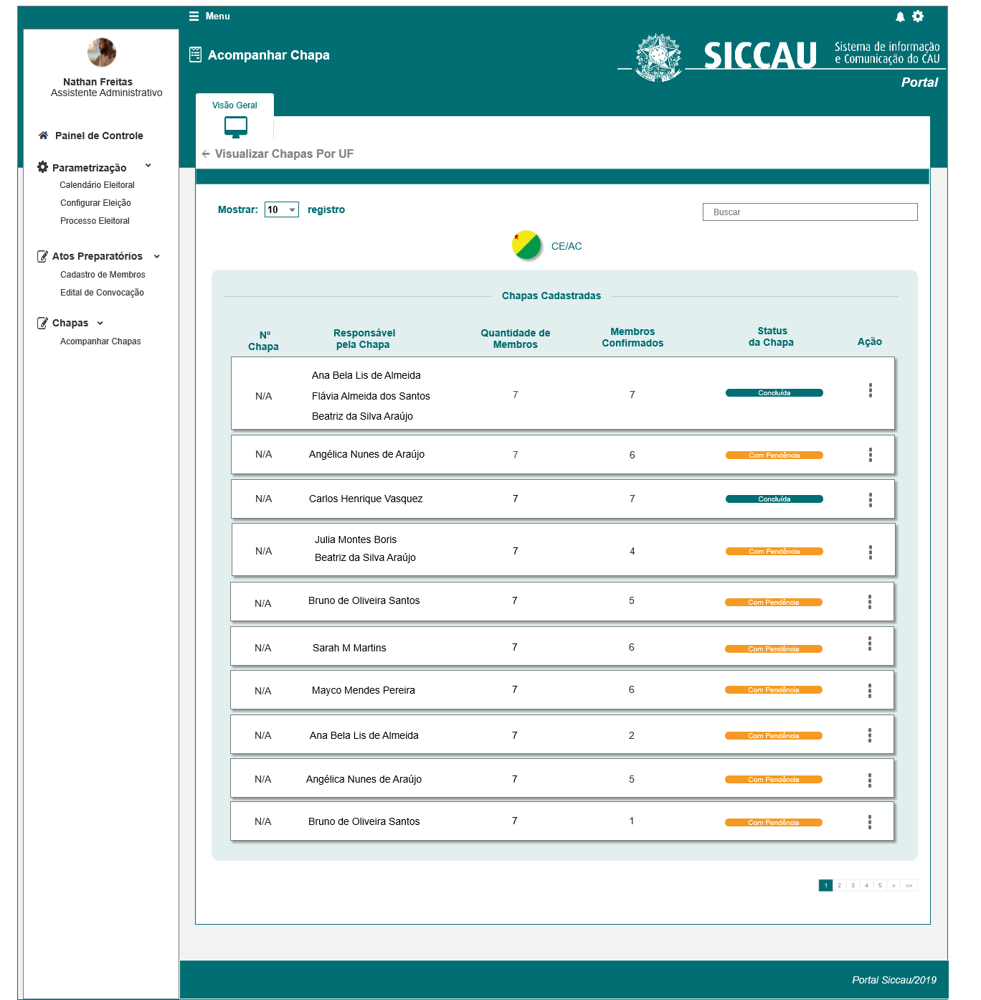 Menu
Acompanhar Chapa
SICCAU
Sistema de informação
e Comunicação do CAU
Portal
Nathan Freitas
Assistente Administrativo
Painel de Controle
Parametrização
Calendário Eleitoral
Configurar Eleição
Processo Eleitoral
Atos Preparatórios
Cadastro de Membros
Edital de Convocação
Chapas
Acompanhar Chapas
Visão Geral
Visualizar Chapas Por UF
Mostrar: 10 registro
Buscar
CE/AC
Chapas Cadastradas
Nº Chapa Responsável pela Chapa Quantidade de Membros Membros Confirmados Status da Chapa Ação
Ana Bela Lis de Almeida
N/A Flávia Almeida dos Santos 7 7 Concluída
Beatriz da Silva Araújo
N/A Angélica Nunes de Araújo 7 6 Com Pendência
N/A Carlos Henrique Vasquez 7 7 Concluída
Julia Montes Boris
N/A 7 4 Com Pendência
Beatriz da Silva Araújo
N/A Bruno de Oliveira Santos 7 5 Com Pendência
N/A Sarah M Martins 7 6 Com Pendência
N/A Mayco Mendes Pereira 7 6 Com Pendência
N/A Ana Bela Lis de Almeida 7 2 Com Pendência
N/A Angélica Nunes de Araújo 7 5 Com Pendência
N/A Bruno de Oliveira Santos 7 1 Com Pendência
1 2 3 4 5 > >>
Portal Siccau/2019